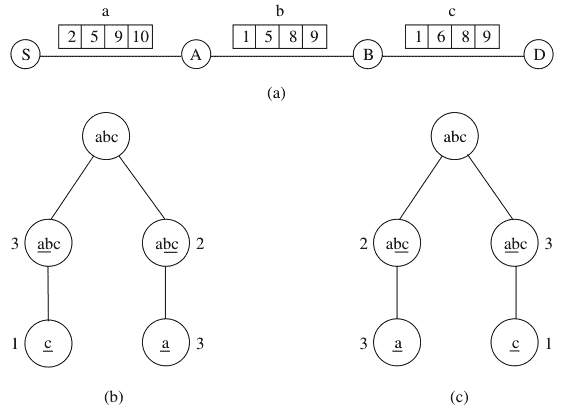 a b c
2 5 9 10 1 5 8 9 1 6 8 9
S A B D
(a)
abc abc
3 abc abc 2 2 abc abc 3
1 c a 3 3 a c 1
(b) (c)